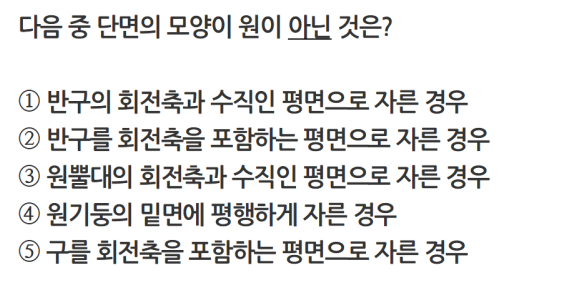 다음 중 단면의 모양이 원이 아닌 것은?
① 반구의 회전축과 수직인 평면으로 자른 경우
② 반구를 회전축을 포함하는 평면으로 자른 경우
③ 원뿔대의 회전축과 수직인 평면으로 자른 경우
④ 원기둥의 밑면에 평행하게 자른 경우
⑤ 구를 회전축을 포함하는 평면으로 자른 경우